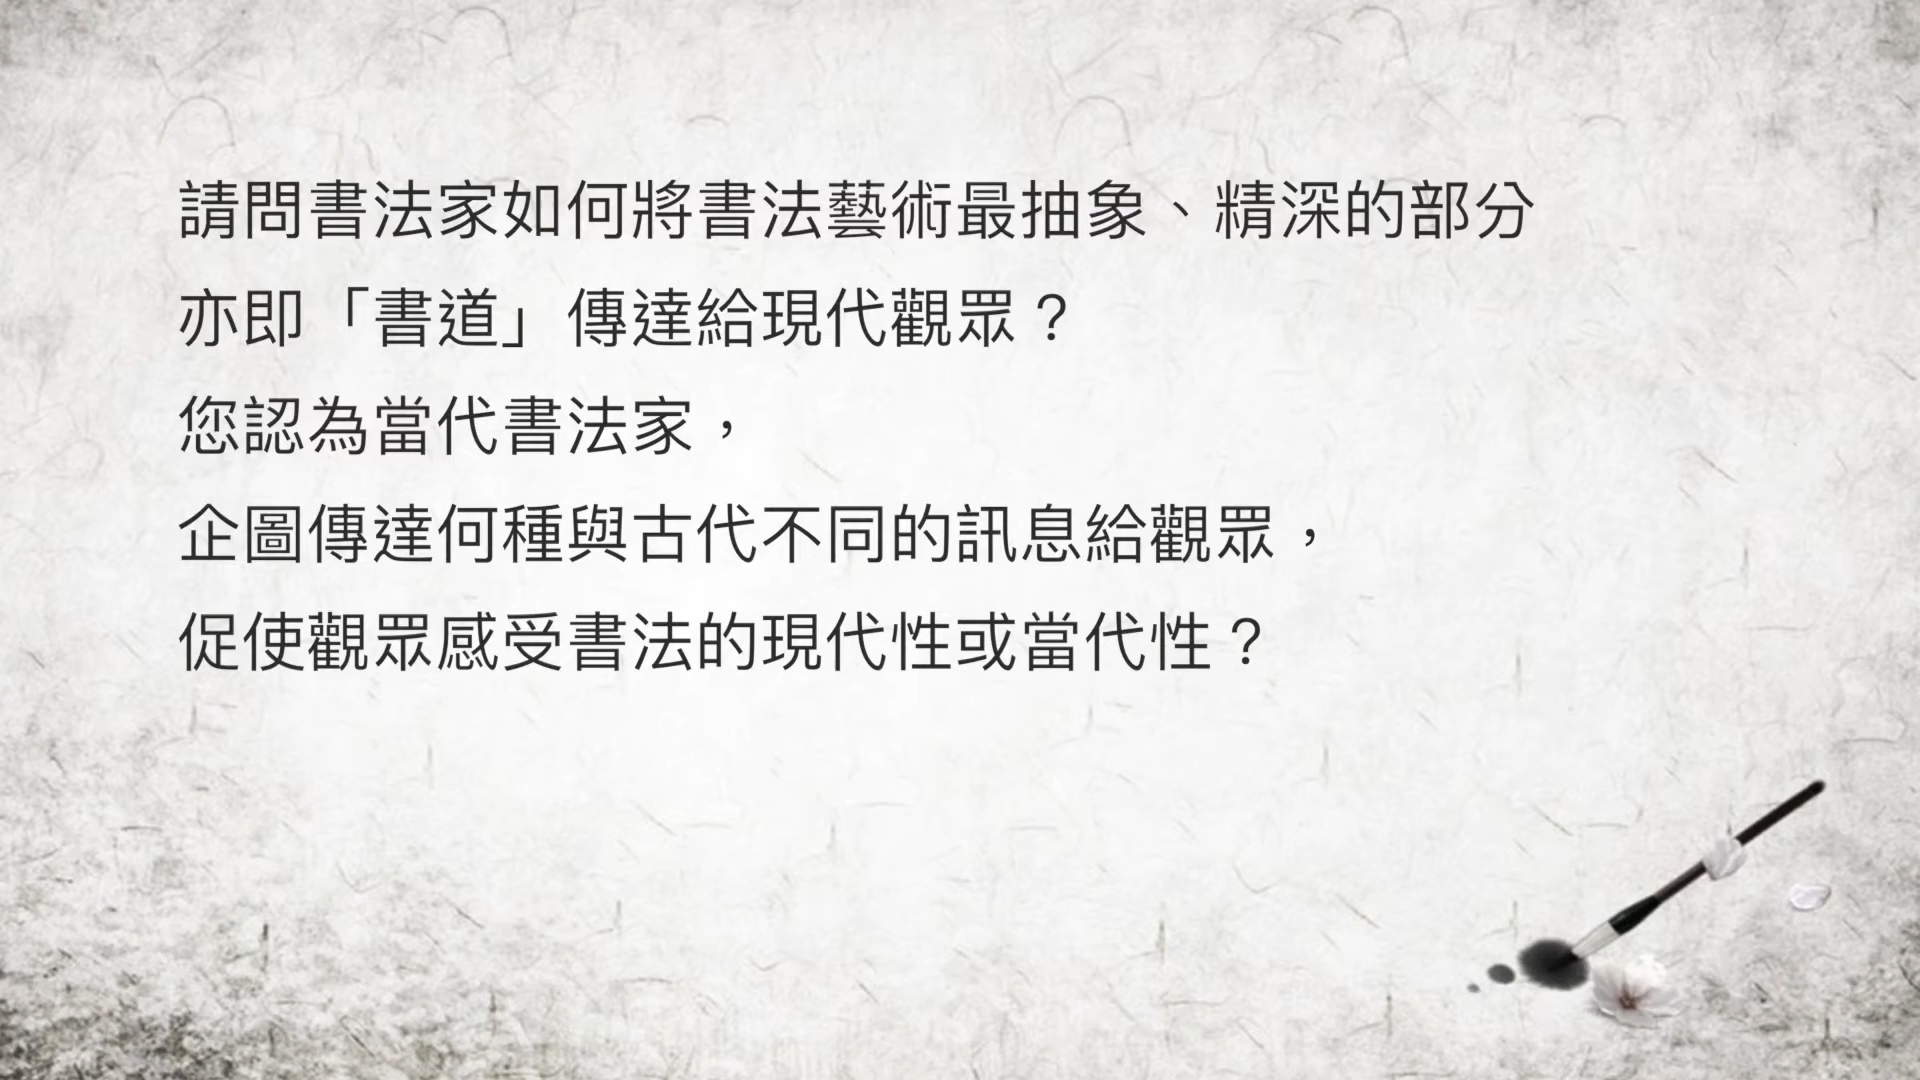 請問書法家如何將書法藝術最抽象、精深的部分
亦即「書道」傳達給現代觀眾？
您認為當代書法家，
企圖傳達何種與古代不同的訊息給觀眾，
促使觀眾感受書法的現代性或當代性？